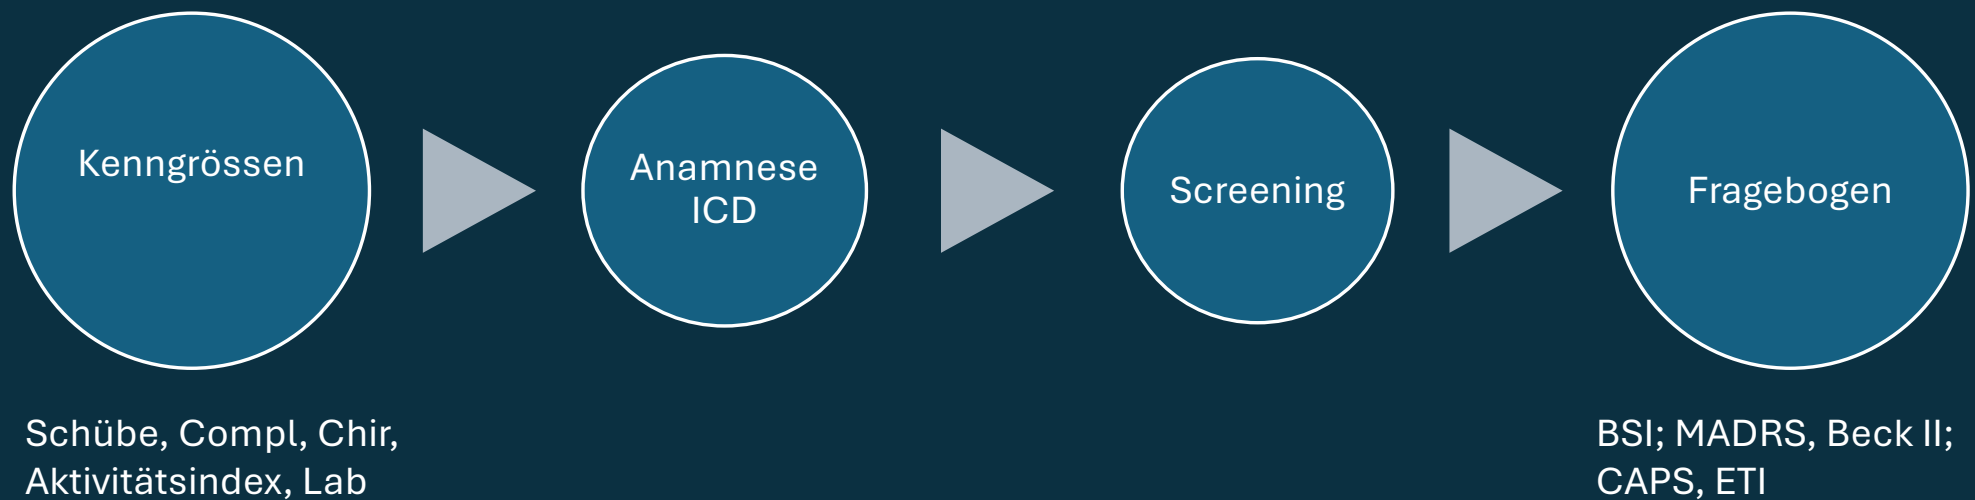 Kenngrössen
Anamnese
ICD
Screening
Fragebogen
Schübe, Compl, Chir,
Aktivitätsindex, Lab
BSI; MADRS, Beck II;
CAPS, ETI